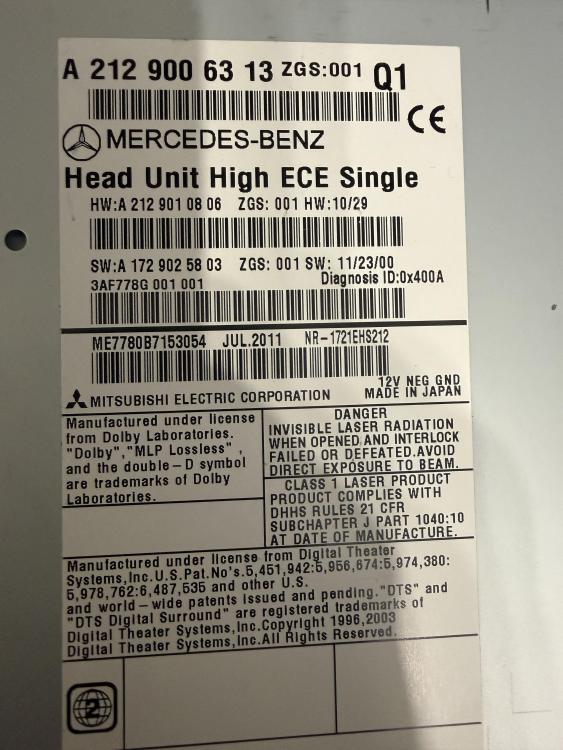 A 212 900 63 13 ZGS:001 Q1
CE
MERCEDES-BENZ
Head Unit High ECE Single
HW:A 212 901 08 06 ZGS: 001 HW:10/29
SW:A 172 902 58 03 ZGS: 001 SW: 11/23/00
3AF778G 001 001 Diagnosis ID:0x400A
ME7780B7153054 JUL.2011 NR-1721EHS212
12V NEG GND
MITSUBISHI ELECTRIC CORPORATION MADE IN JAPAN
Manufactured under license
from Dolby Laboratories.
"Dolby","MLP Lossless" ,
and the double-D symbol
are trademarks of Dolby
Laboratories.
DANGER
INVISIBLE LASER RADIATION
WHEN OPENED AND INTERLOCK
FAILED OR DEFEATED.AVOID
DIRECT EXPOSURE TO BEAM.
CLASS 1 LASER PRODUCT
PRODUCT COMPLIES WITH
DHHS RULES 21 CFR
SUBCHAPTER J PART 1040:10
AT DATE OF MANUFACTURE.
Manufactured under license from Digital Theater
Systems,Inc.U.S.Pat.No's.5,451,942:5,956,674:5,974,380:
5,978,762:6,487,535 and other U.S.
and world-wide patents issued and pending."DTS" and
"DTS Digital Surround" are registered trademarks of
Digital Theater Systems,Inc.Copyright 1996,2003
Digital Theater Systems,Inc.All Rights Reserved.
2